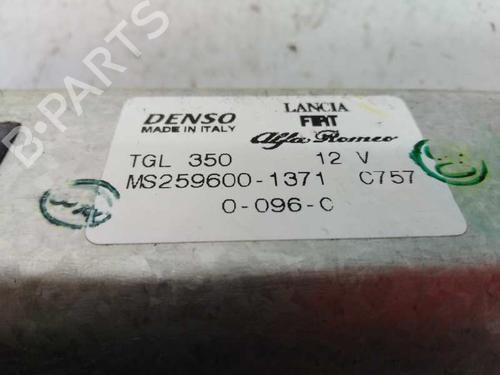 B-PARTS
DENSO
MADE IN ITALY
LANCIA
FIAT
Alfa Romeo
TGL 350 12 V
MS259600-1371 C757
0-096-C